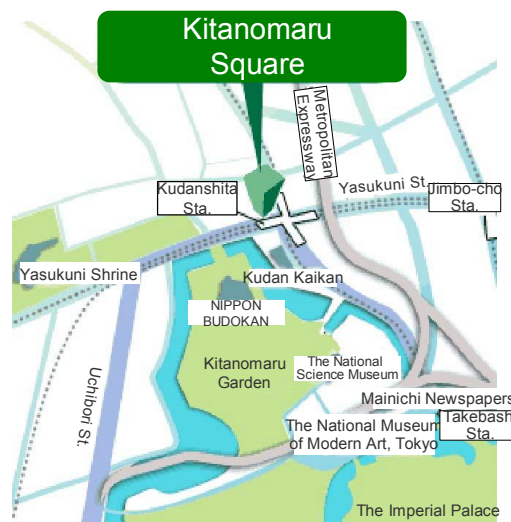 Kitanomaru
Square
Metropolitan
Expressway
Yasukuni St.
Jimbo-cho
Sta.
Kudanshita
Sta.
Yasukuni Shrine
Kudan Kaikan
NIPPON
BUDOKAN
Kitanomaru
Garden
The National
Science Museum
Uchibori St.
Mainichi Newspapers
The National Museum
of Modern Art, Tokyo
Takebash
Sta.
The Imperial Palace